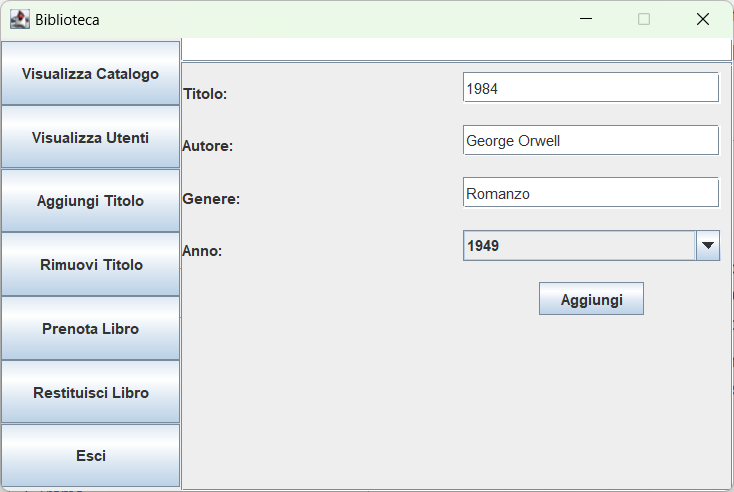 Biblioteca
Visualizza Catalogo
Visualizza Utenti
Aggiungi Titolo
Rimuovi Titolo
Prenota Libro
Restituisci Libro
Esci
Titolo: 1984
Autore: George Orwell
Genere: Romanzo
Anno: 1949
Aggiungi